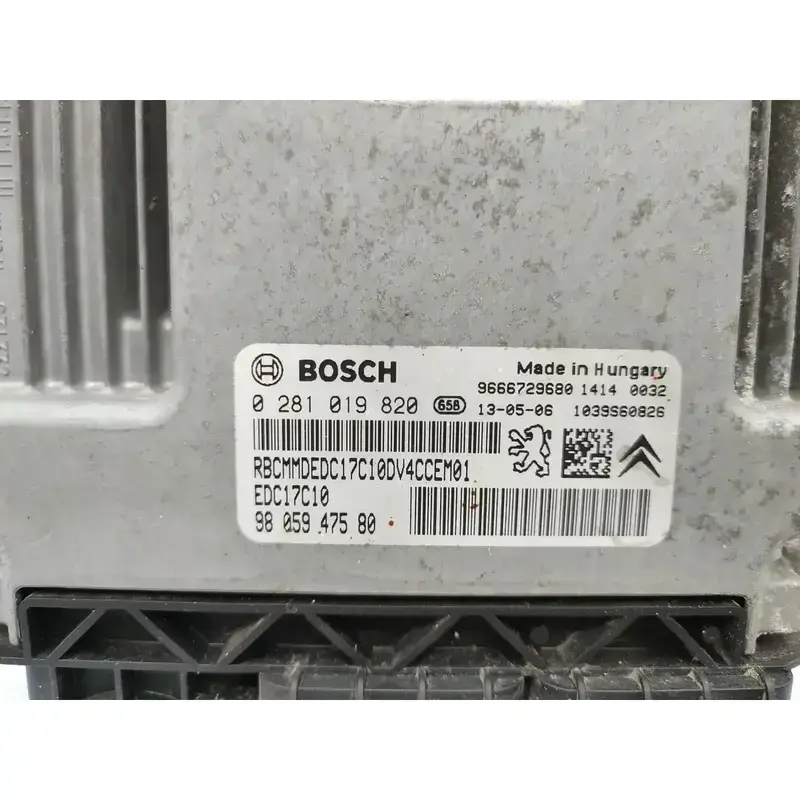 BOSCH
Made in Hungary
9666729680 1414 0032
0 281 019 820 658 13-05-06 1039S60826
RBCMMDEDC17C10DV4CCEM01
EDC17C10
98 059 475 80